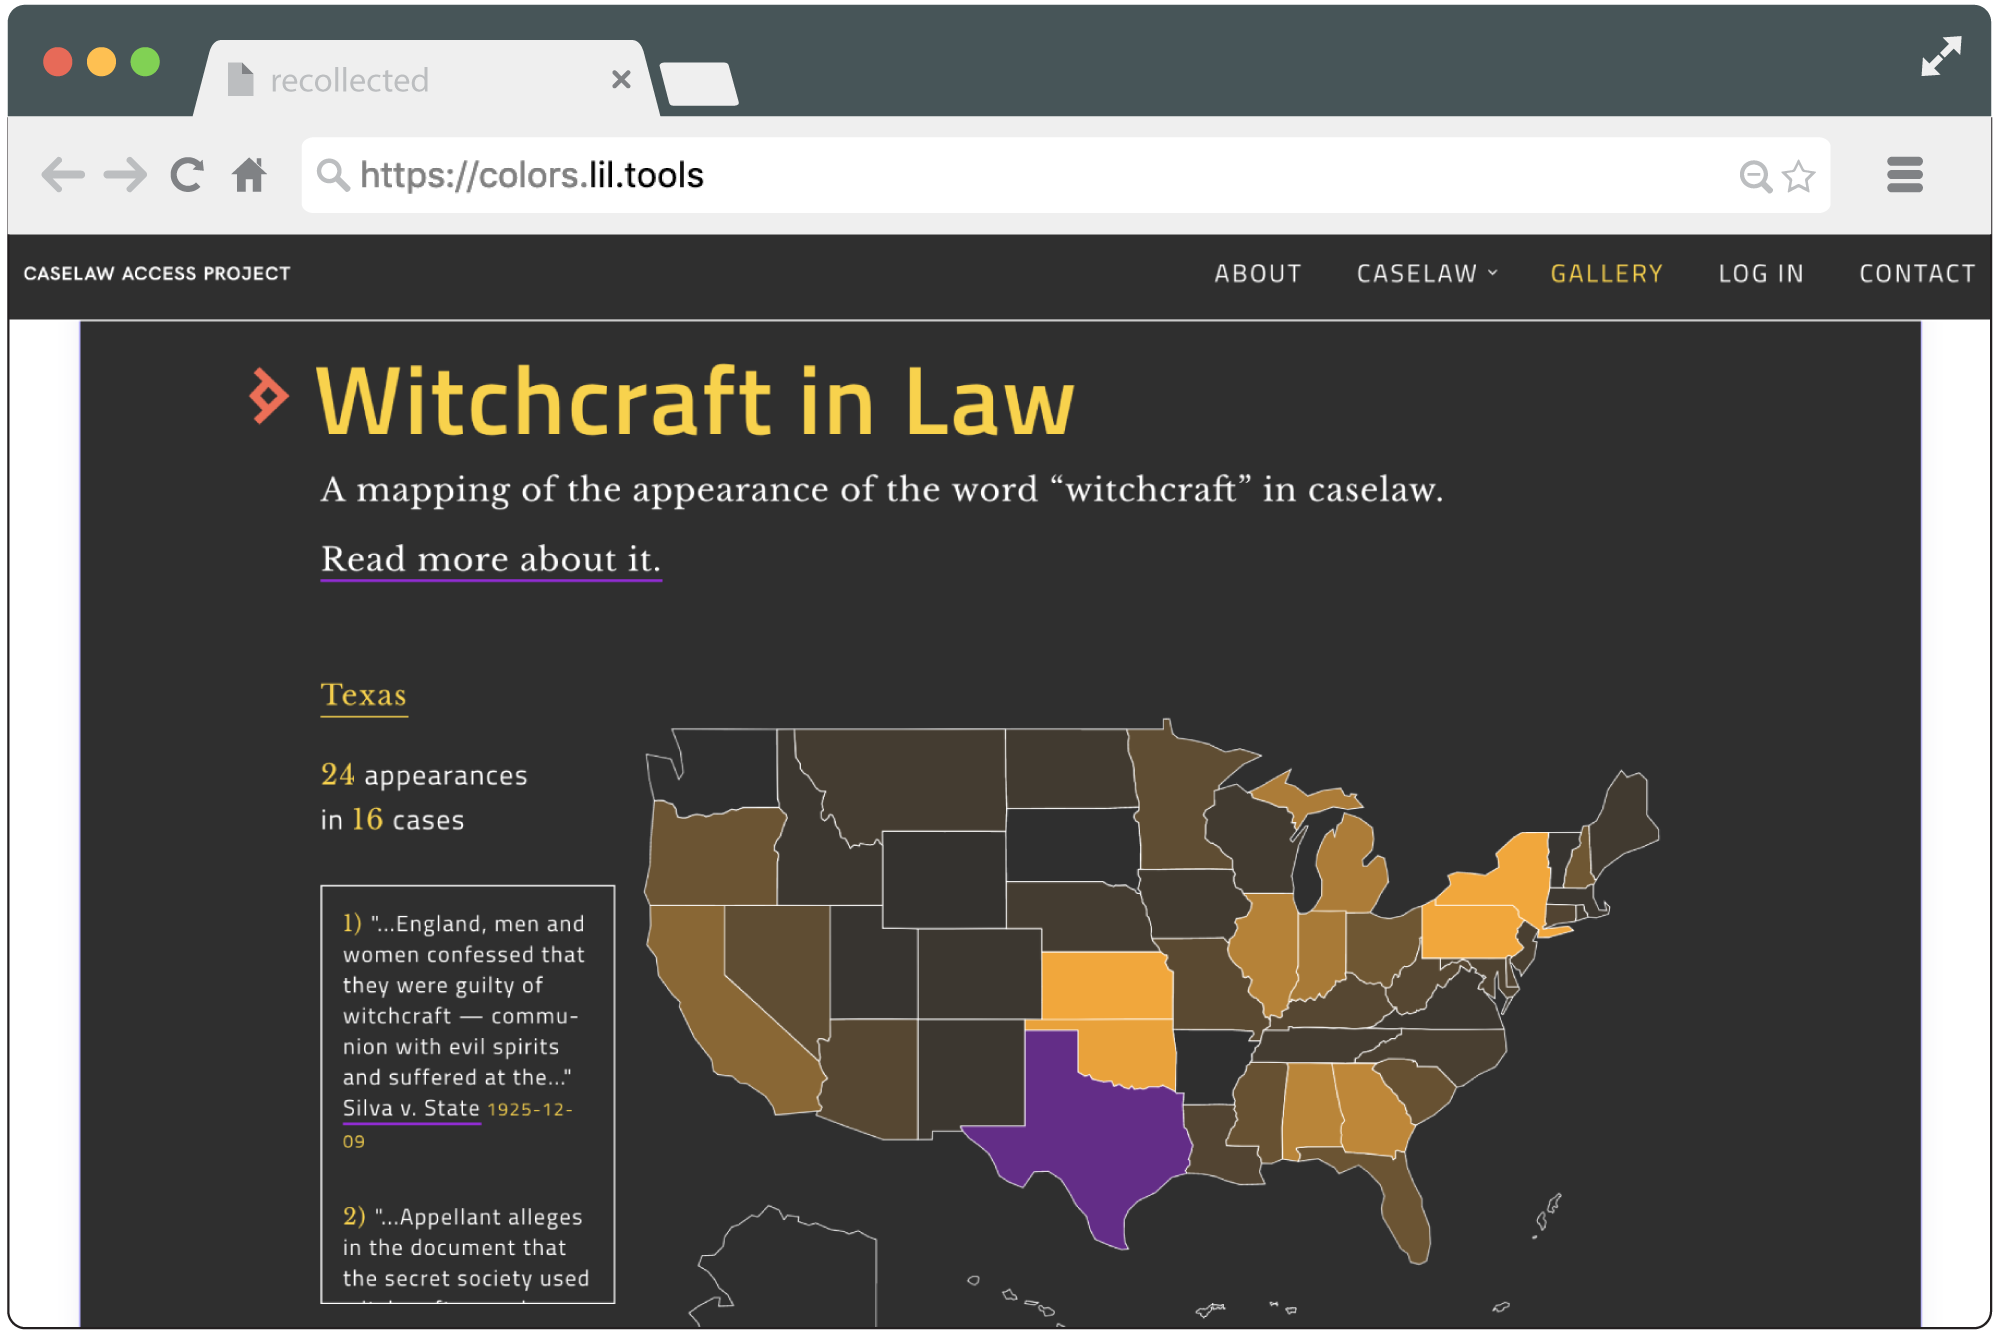 recollected
https://colors.lil.tools
CASELAW ACCESS PROJECT
ABOUT
CASELAW
GALLERY
LOG IN
CONTACT
Witchcraft in Law
A mapping of the appearance of the word “witchcraft” in caselaw.
Read more about it.
Texas
24 appearances
in 16 cases
1) "...England, men and
women confessed that
they were guilty of
witchcraft — commu-
nion with evil spirits
and suffered at the..."
Silva v. State 1925-12-
09
2) "...Appellant alleges
in the document that
the secret society used